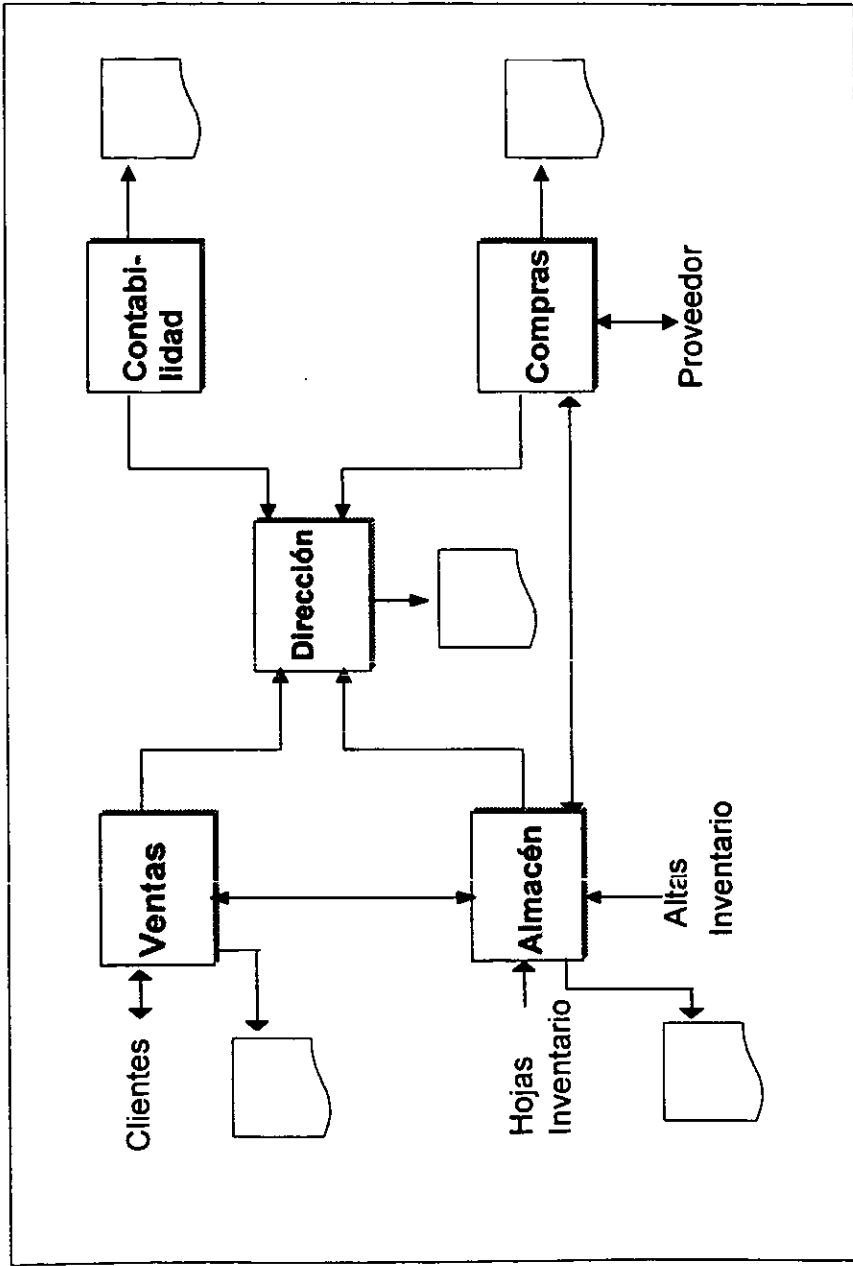 Clientes
Ventas
Contabi-
lidad
Dirección
Hojas
Inventario
Almacén
Compras
Altas
Inventario
Proveedor